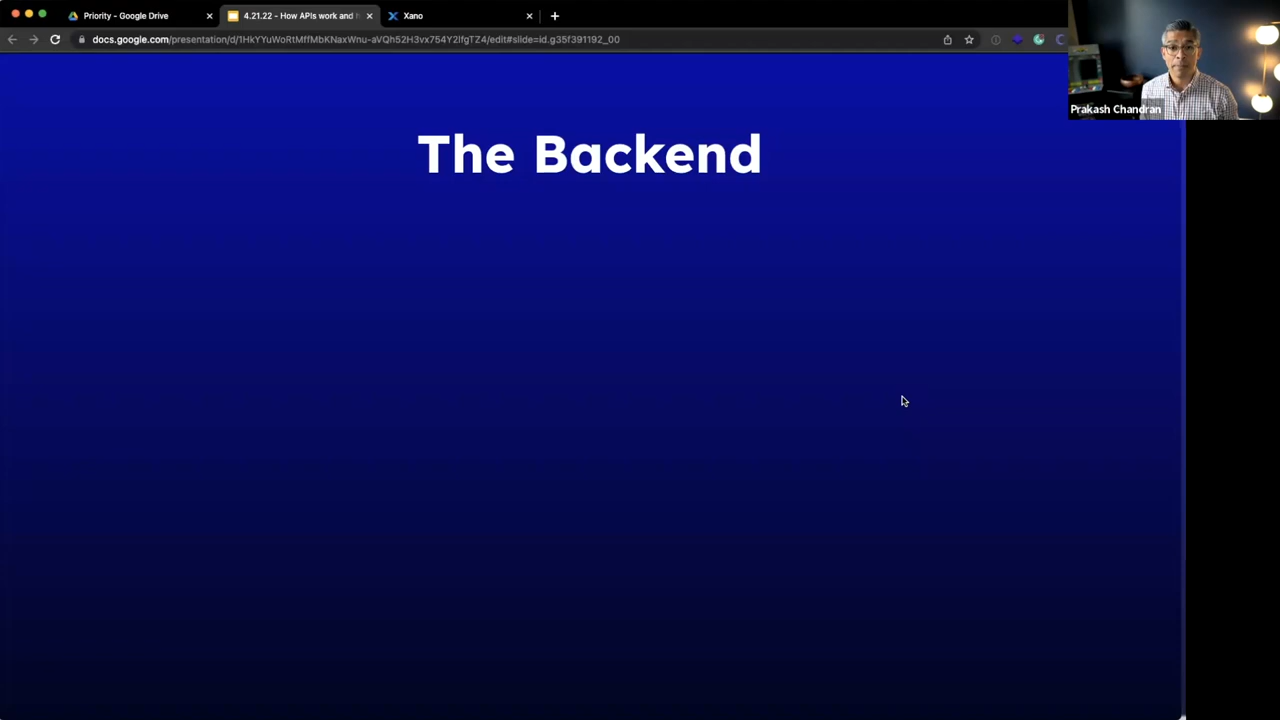 Priority - Google Drive
4.21.22 - How APIs work and h
Xano
docs.google.com/presentation/d/1HkYYuWoRtMffMbKNaxWnu-aVQh52H3vx754Y2lfgTZ4/edit#slide=id.g35f391192_00
Prakash Chandran
The Backend